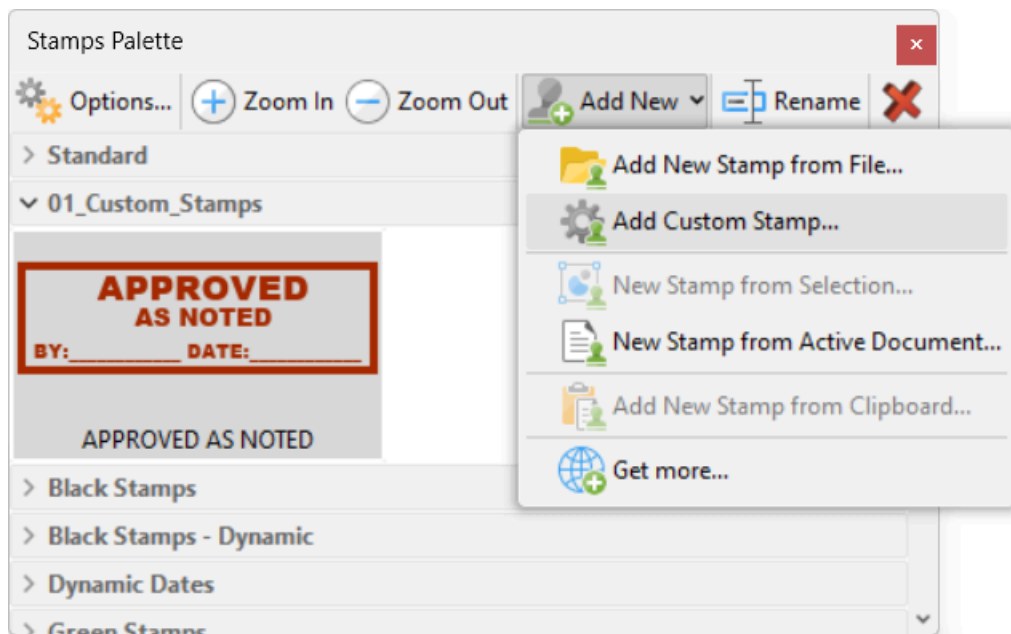 Stamps Palette
Options... Zoom In Zoom Out Add New Rename
Standard
01_Custom_Stamps
APPROVED
AS NOTED
BY:__________ DATE:__________
APPROVED AS NOTED
Black Stamps
Black Stamps - Dynamic
Dynamic Dates
Green Stamps
Add New Stamp from File...
Add Custom Stamp...
New Stamp from Selection...
New Stamp from Active Document...
Add New Stamp from Clipboard...
Get more...